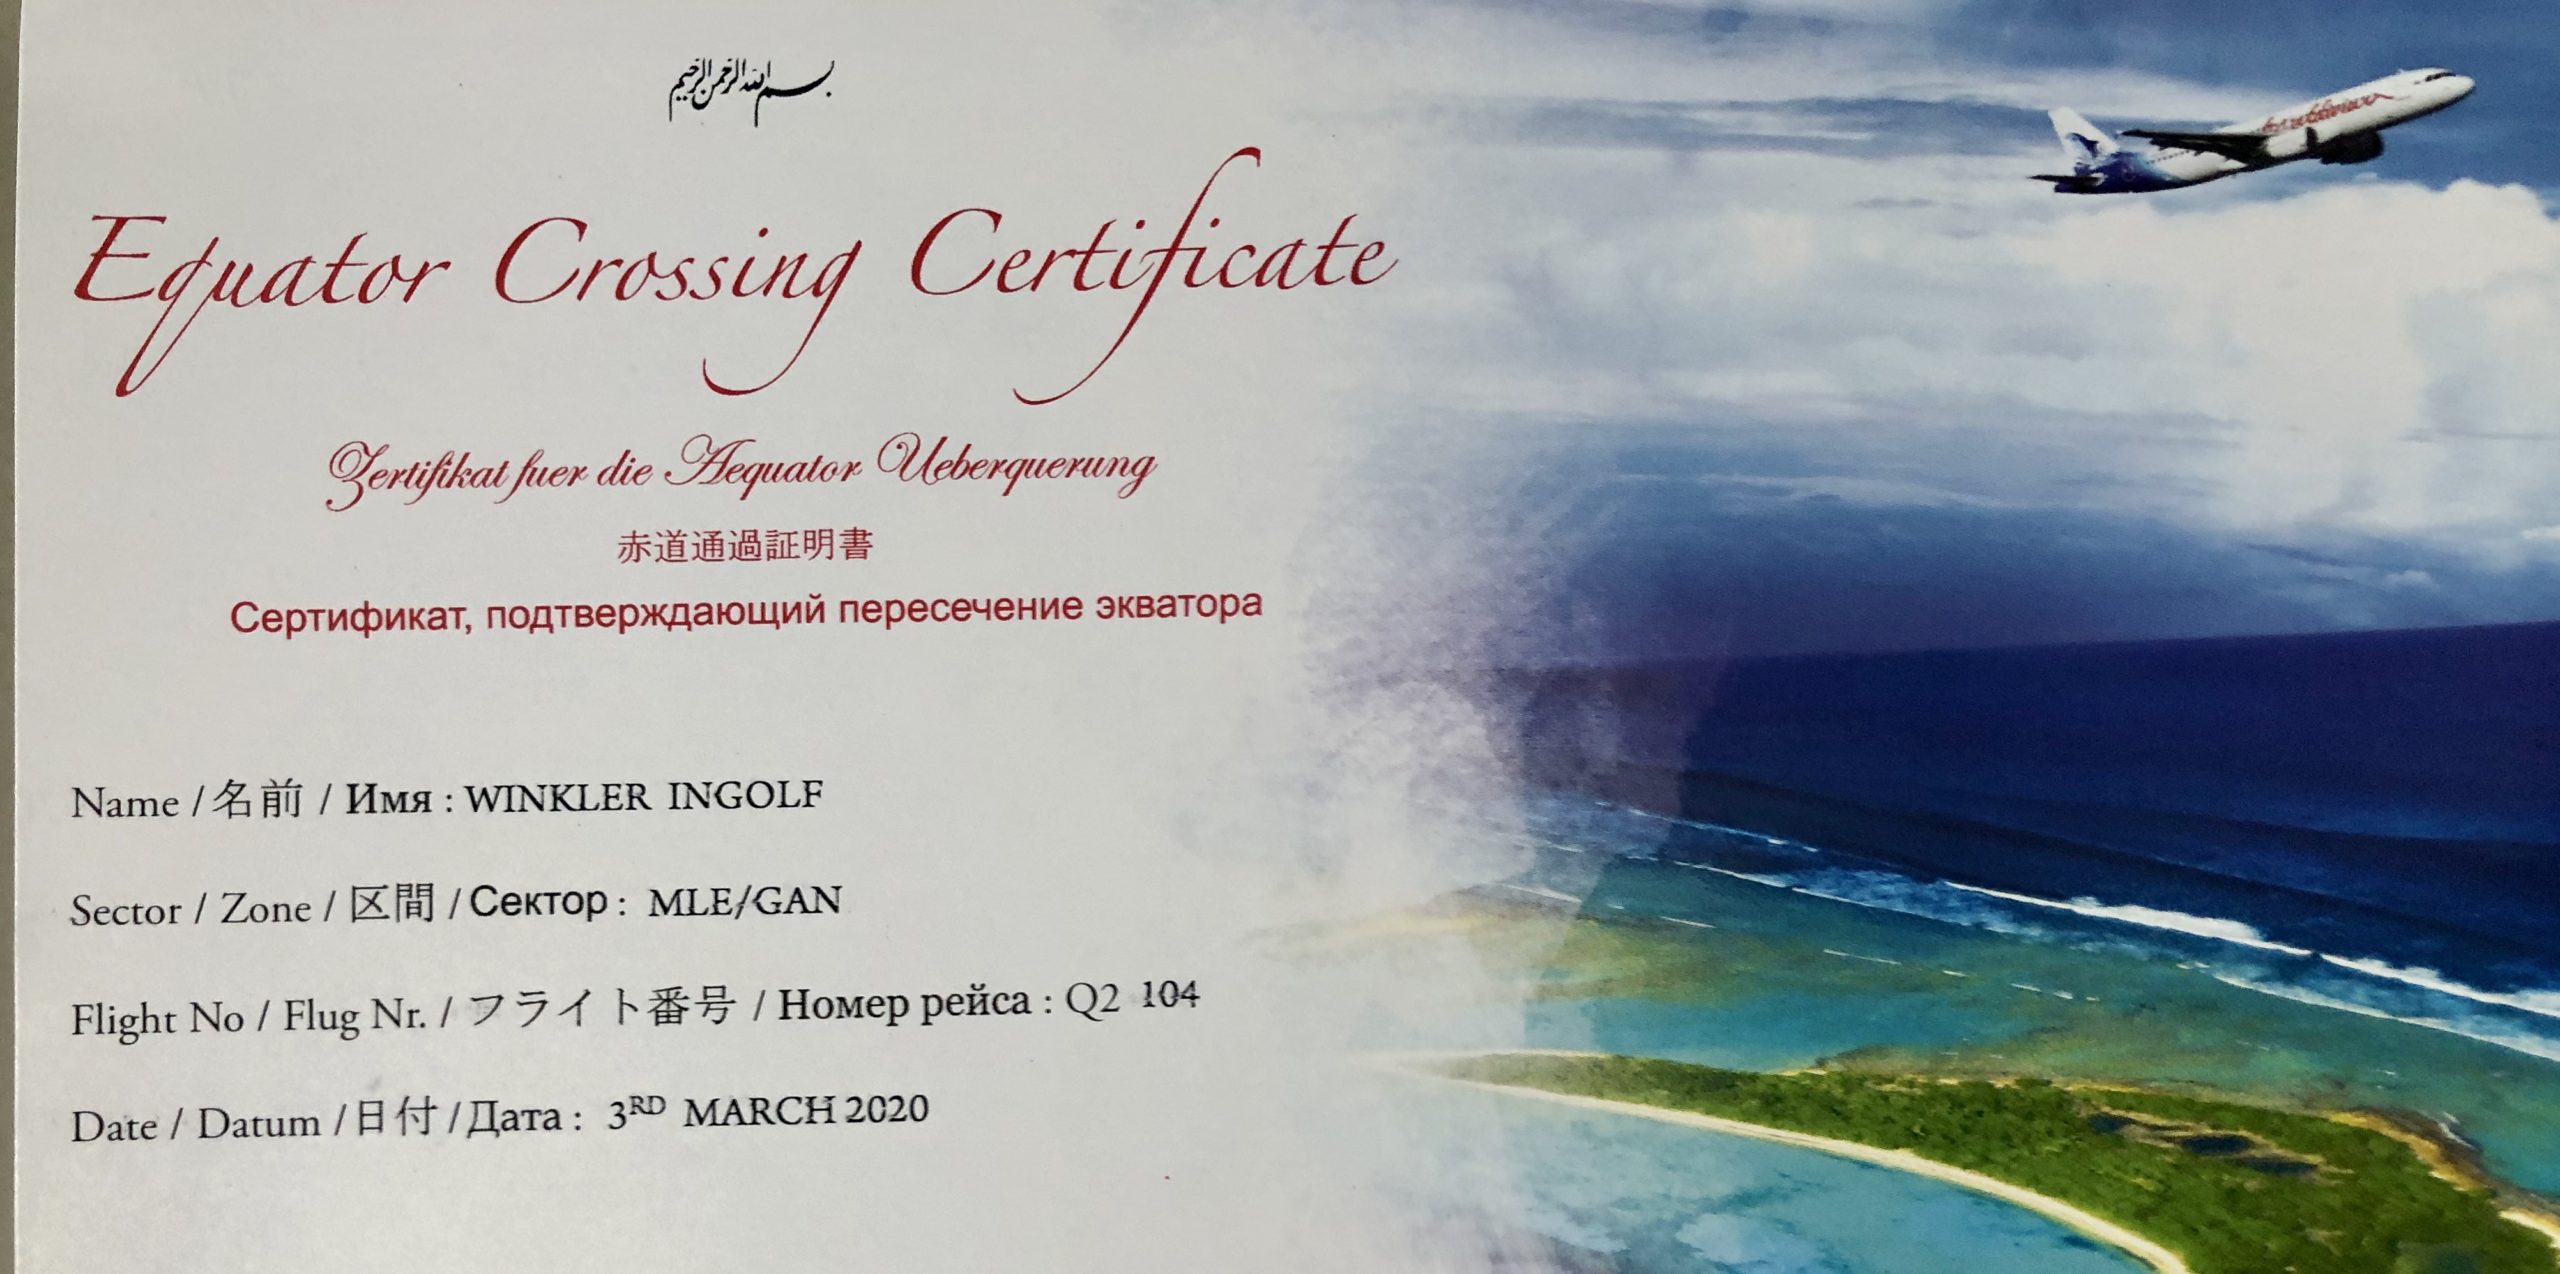 بسم الله الرحمن الرحيم
Equator Crossing Certificate
Zertifikat fuer die Aequator Ueberquerung
赤道通過証明書
Сертификат, подтверждающий пересечение экватора
Name / 名前 / Имя : WINKLER INGOLF
Sector / Zone / 区間 / Сектор : MLE/GAN
Flight No / Flug Nr. / フライト番号 / Номер рейса : Q2 104
Date / Datum / 日付 / Дата : 3RD MARCH 2020